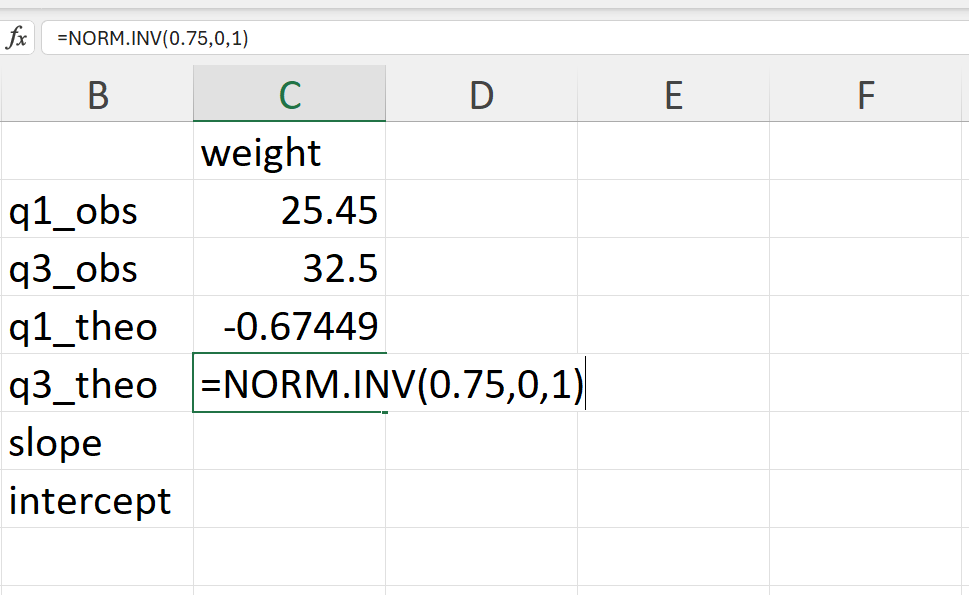 fx =NORM.INV(0.75,0,1)
B C D E F
weight
q1_obs 25.45
q3_obs 32.5
q1_theo -0.67449
q3_theo =NORM.INV(0.75,0,1)
slope
intercept